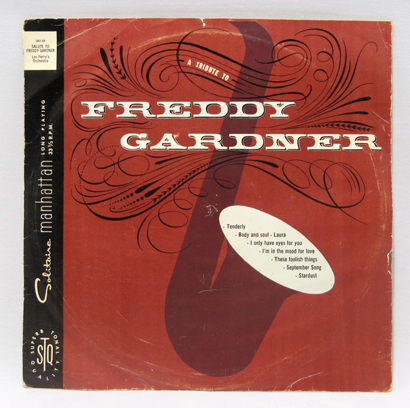 SALUTE TO
FREDDY GARDNER
Les Perry's
Orchestra
A TRIBUTE TO
FREDDY
GARDNER
Tenderly
- Body and soul - Laura
- I only have eyes for you
- I'm in the mood for love
- These foolish things
- September Song
- Stardust
Solitaire manhattan LONG PLAYING
33⅓ R.P.M.
STQ